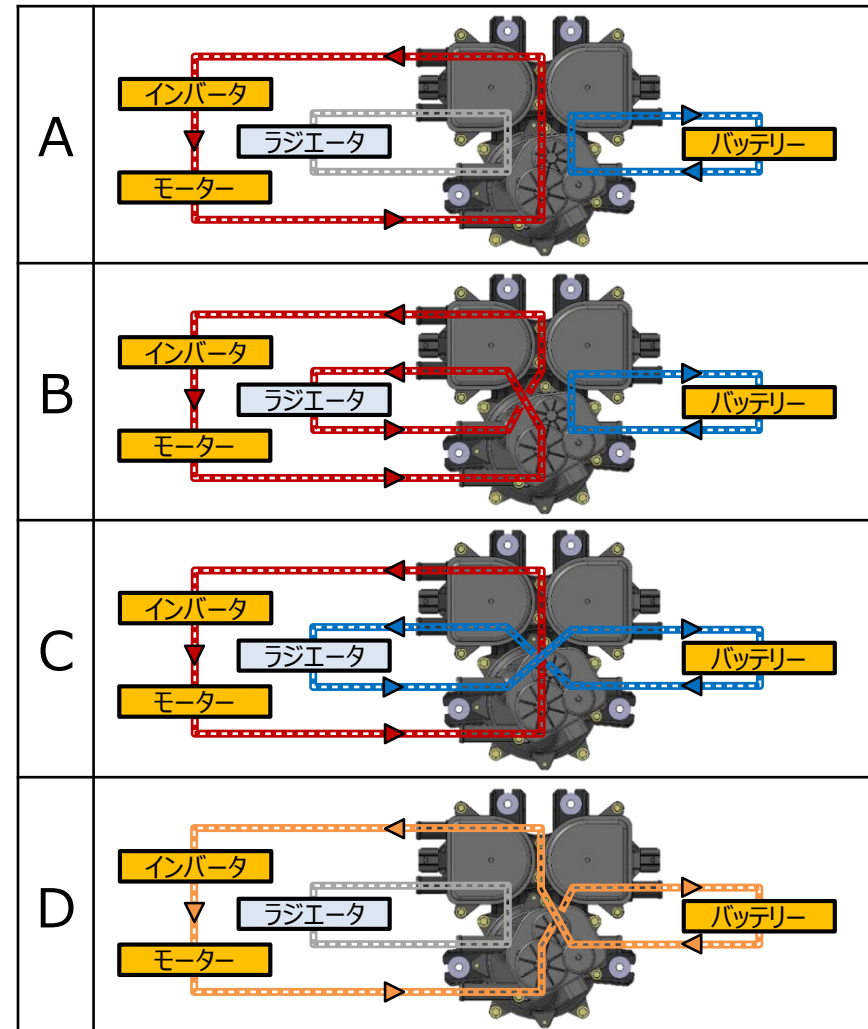 A
インバータ
ラジエータ
バッテリー
モーター
B
インバータ
ラジエータ
バッテリー
モーター
C
インバータ
ラジエータ
バッテリー
モーター
D
インバータ
ラジエータ
バッテリー
モーター